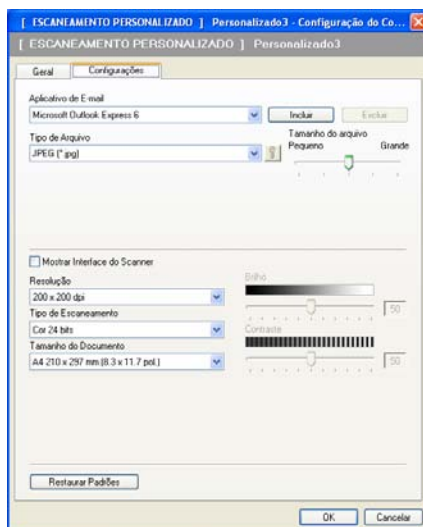 [ ESCANEAMENTO PERSONALIZADO ] Personalizado3 - Configuração do Co...
[ ESCANEAMENTO PERSONALIZADO ] Personalizado3
Geral Configurações
Aplicativo de E-mail
Microsoft Outlook Express 6 Incluir Excluir
Tipo de Arquivo Tamanho do arquivo
Pequeno Grande
JPEG (*.jpg)
Mostrar Interface do Scanner
Resolução Brilho
200 x 200 dpi 50
Tipo de Escaneamento
Cor 24 bits Contraste
Tamanho do Documento
A4 210 x 297 mm (8.3 x 11.7 pol.) 50
Restaurar Padrões
OK Cancelar